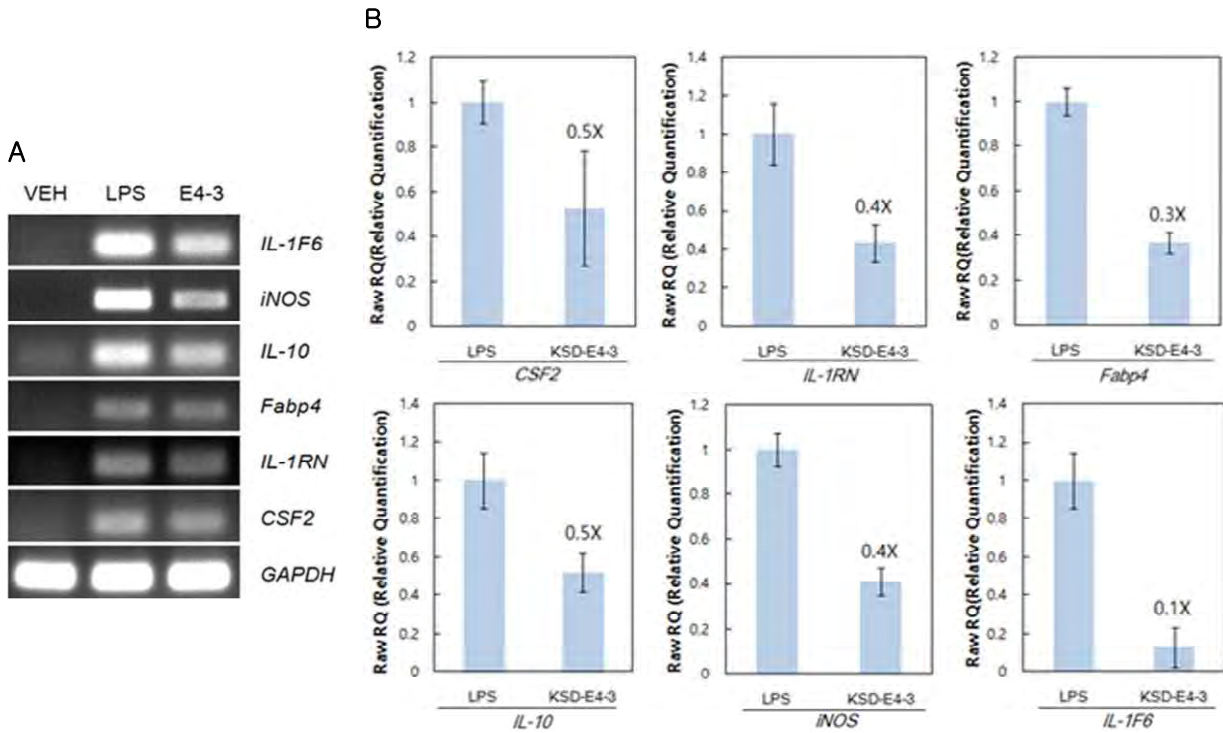 A
VEH LPS E4-3
IL-1F6
iNOS
IL-10
Fabp4
IL-1RN
CSF2
GAPDH
B
Raw RQ(Relative Quantification)
1.2
1
0.8
0.6
0.4
0.2
0
0.5X
LPS KSD-E4-3
CSF2
Raw RQ (Relative Quantification)
1.4
1.2
1
0.8
0.6
0.4
0.2
0
0.4X
LPS KSD-E4-3
IL-1RN
Raw RQ(Relative Quantification)
1.2
1
0.8
0.6
0.4
0.2
0
0.3X
LPS KSD-E4-3
Fabp4
Raw RQ (Relative Quantification)
1.4
1.2
1
0.8
0.6
0.4
0.2
0
0.5X
LPS KSD-E4-3
IL-10
Raw RQ (Relative Quantification)
1.2
1
0.8
0.6
0.4
0.2
0
0.4X
LPS KSD-E4-3
iNOS
Raw RQ(Relative Quantification)
1.4
1.2
1
0.8
0.6
0.4
0.2
0
0.1X
LPS KSD-E4-3
IL-1F6